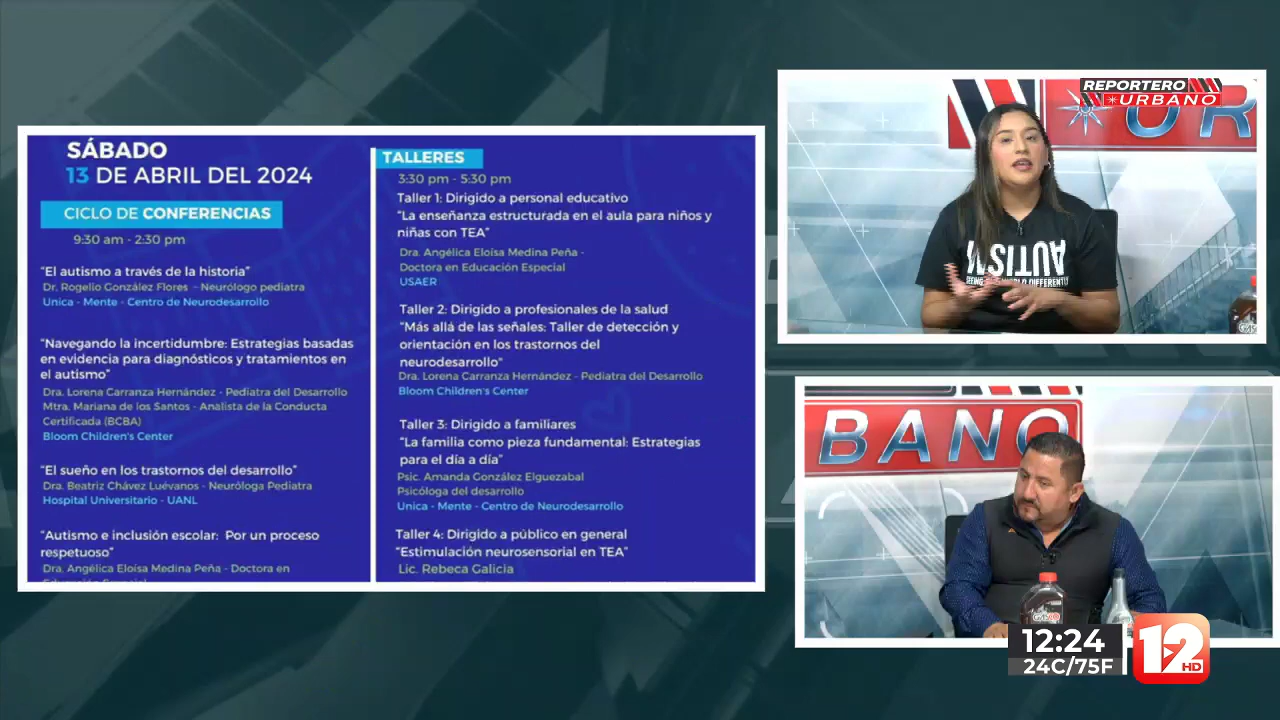 SÁBADO
13 DE ABRIL DEL 2024
CICLO DE CONFERENCIAS
9:30 am - 2:30 pm
"El autismo a través de la historia"
Dr. Rogelio González Flores – Neurólogo pediatra
Unica - Mente - Centro de Neurodesarrollo
"Navegando la incertidumbre: Estrategias basadas
en evidencia para diagnósticos y tratamientos en
el autismo"
Dra. Lorena Carranza Hernández - Pediatra del Desarrollo
Mtra. Mariana de los Santos - Analista de la Conducta
Certificada (BCBA)
Bloom Children's Center
"El sueño en los trastornos del desarrollo"
Dra. Beatriz Chávez Luévanos - Neuróloga Pediatra
Hospital Universitario - UANL
"Autismo e inclusión escolar: Por un proceso
respetuoso"
Dra. Angélica Eloísa Medina Peña - Doctora en
TALLERES
3:30 pm - 5:30 pm
Taller 1: Dirigido a personal educativo
"La enseñanza estructurada en el aula para niños y
niñas con TEA"
Dra. Angélica Eloísa Medina Peña -
Doctora en Educación Especial
USAER
Taller 2: Dirigido a profesionales de la salud
"Más allá de las señales: Taller de detección y
orientación en los trastornos del
neurodesarrollo"
Dra. Lorena Carranza Hernández - Pediatra del Desarrollo
Bloom Children's Center
Taller 3: Dirigido a familiares
"La familia como pieza fundamental: Estrategias
para el día a día"
Psic. Amanda González Elguezabal
Psicóloga del desarrollo
Unica - Mente - Centro de Neurodesarrollo
Taller 4: Dirigido a público en general
"Estimulación neurosensorial en TEA"
Lic. Rebeca Galicia
REPORTERO
URBANO
UR
AUTISM
DIFFERENTLY
BANO
12:24
24C/75F
12
HD